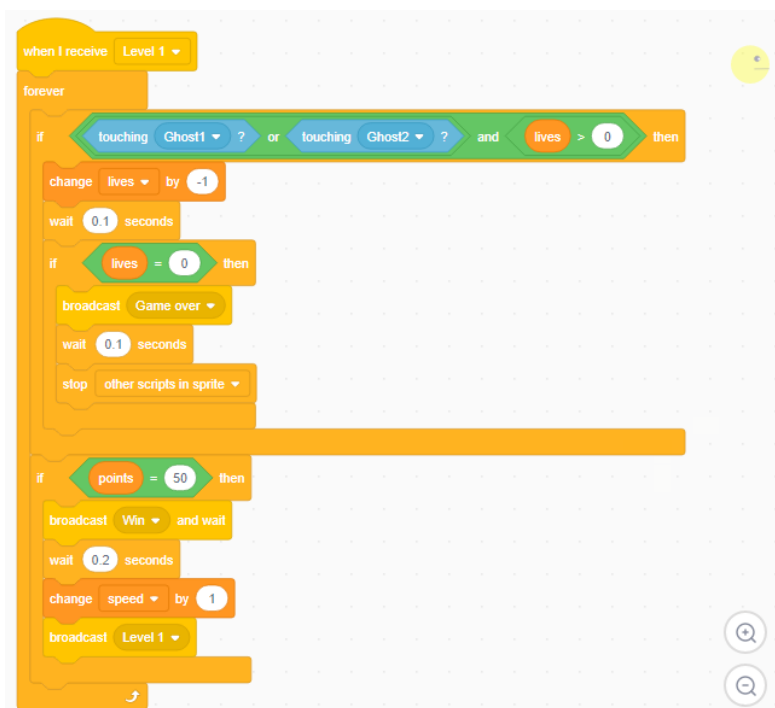 when I receive Level 1
forever
if touching Ghost1 ? or touching Ghost2 ? and lives > 0 then
change lives by -1
wait 0.1 seconds
if lives = 0 then
broadcast Game over
wait 0.1 seconds
stop other scripts in sprite
if points = 50 then
broadcast Win and wait
wait 0.2 seconds
change speed by 1
broadcast Level 1